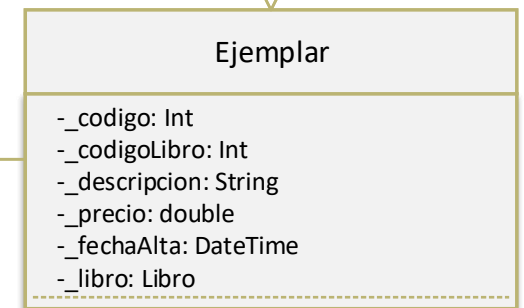 Ejemplar
-_codigo: Int
-_codigoLibro: Int
-_descripcion: String
-_precio: double
-_fechaAlta: DateTime
-_libro: Libro